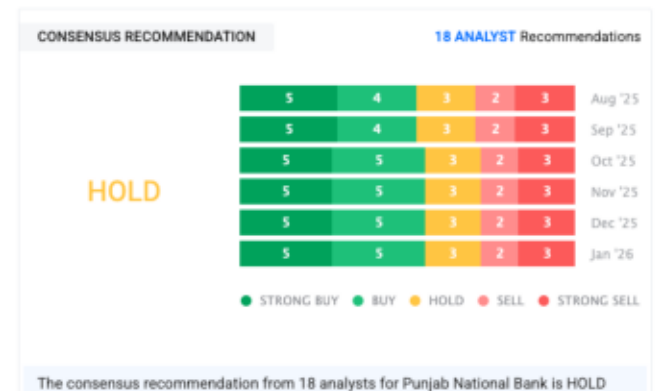 CONSENSUS RECOMMENDATION 18 ANALYST Recommendations
5 4 3 2 3 Aug '25
5 4 3 2 3 Sep '25
5 5 3 2 3 Oct '25
HOLD
5 5 3 2 3 Nov '25
5 5 3 2 3 Dec '25
5 5 3 2 3 Jan '26
STRONG BUY BUY HOLD SELL STRONG SELL
The consensus recommendation from 18 analysts for Punjab National Bank is HOLD